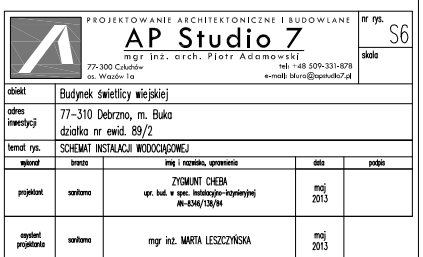 PROJEKTOWANIE ARCHITEKTONICZNE I BUDOWLANE
AP Studio 7
mgr inż. arch. Piotr Adamowski
77-300 Człuchów
os. Wazów 1a
tel: +48 509-331-878
e-mail: biuro@apstudio7.pl
nr rys.
S6
skala
obiekt
Budynek świetlicy wiejskiej
adres
inwestycji
77-310 Debrzno, m. Buka
działka nr ewid. 89/2
temat rys.
SCHEMAT INSTALACJI WODOCIĄGOWEJ
wykonał branża imię i nazwisko, uprawnienia data podpis
projektant sanitarna
ZYGMUNT CHEBA
upr. bud. w spec. instalacyjno-inżynieryjnej
AN-8346/138/84
maj
2013
asystent
projektanta
sanitarna mgr inż. MARTA LESZCZYŃSKA
maj
2013